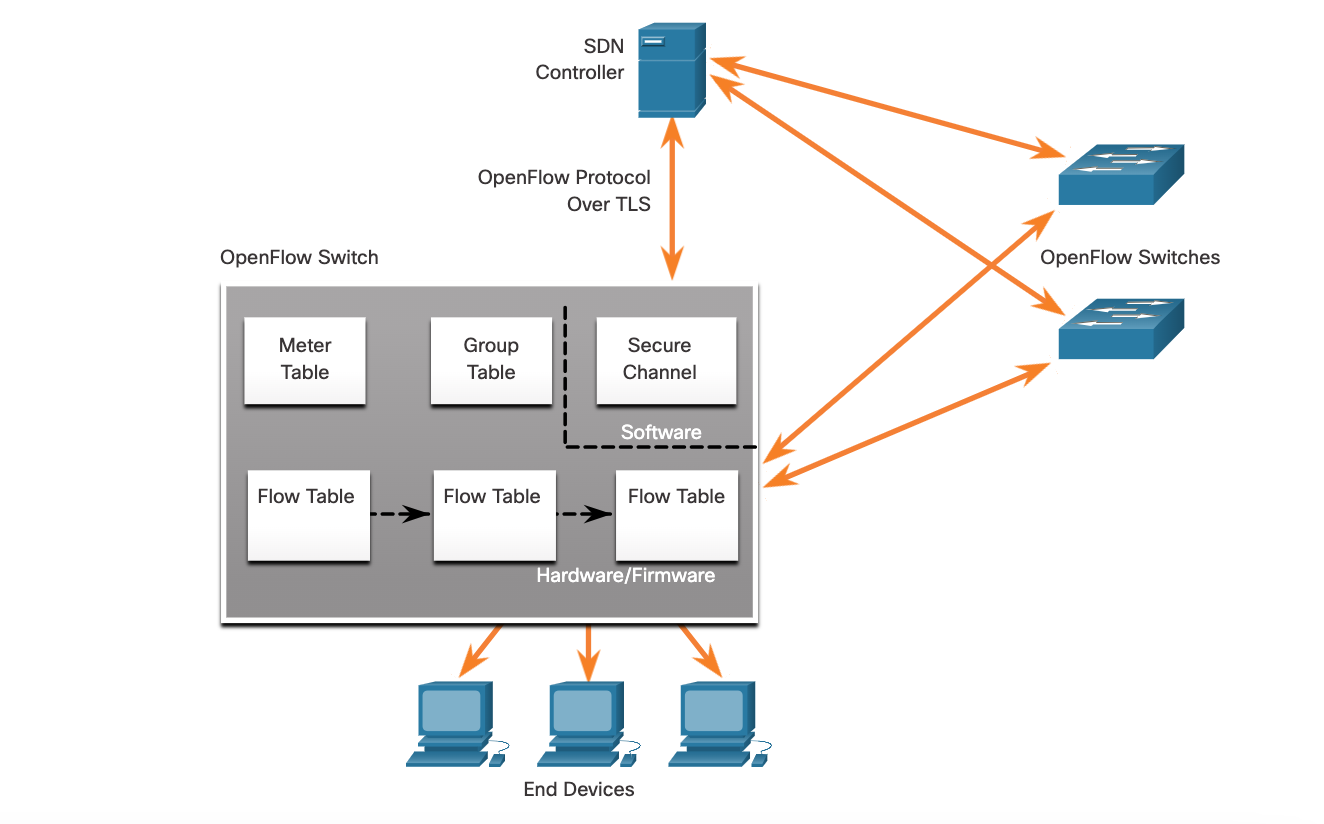 SDN
Controller
OpenFlow Protocol
Over TLS
OpenFlow Switch
OpenFlow Switches
Meter
Table
Group
Table
Secure
Channel
Software
Flow Table
Flow Table
Flow Table
Hardware/Firmware
End Devices